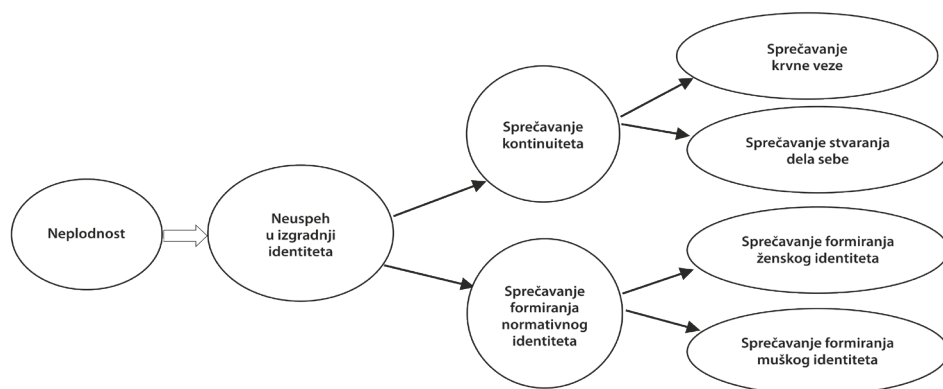 Neplodnost
Neuspeh
u izgradnji
identiteta
Sprečavanje
kontinuiteta
Sprečavanje
krvne veze
Sprečavanje stvaranja
dela sebe
Sprečavanje
formiranja
normativnog
identiteta
Sprečavanje formiranja
ženskog identiteta
Sprečavanje formiranja
muškog identiteta